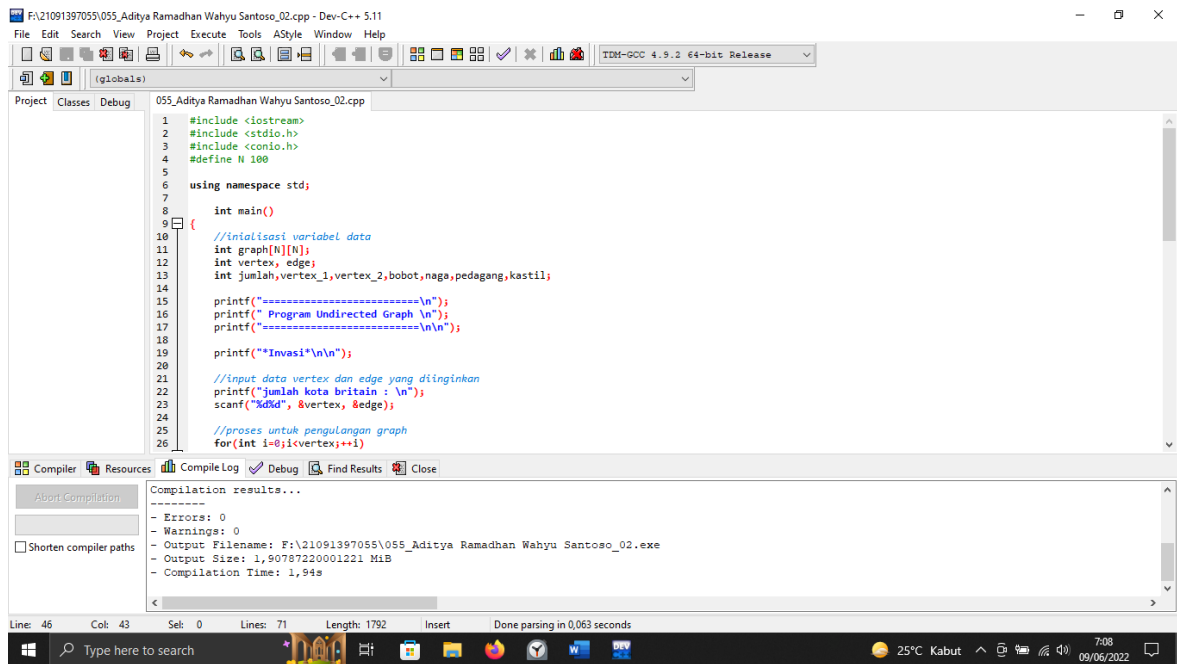 F:\21091397055\055_Aditya Ramadhan Wahyu Santoso_02.cpp - Dev-C++ 5.11
File Edit Search View Project Execute Tools AStyle Window Help
TDM-GCC 4.9.2 64-bit Release
(globals)
Project Classes Debug 055_Aditya Ramadhan Wahyu Santoso_02.cpp
1 #include <iostream>
2 #include <stdio.h>
3 #include <conio.h>
4 #define N 100
5
6 using namespace std;
7
8 int main()
9 {
10 //inialisasi variabel data
11 int graph[N][N];
12 int vertex, edge;
13 int jumlah,vertex_1,vertex_2,bobot,naga,pedagang,kastil;
14
15 printf("==========================\n");
16 printf(" Program Undirected Graph \n");
17 printf("==========================\n\n");
18
19 printf("*Invasi*\n\n");
20
21 //input data vertex dan edge yang diinginkan
22 printf("jumlah kota britain : \n");
23 scanf("%d%d", &vertex, &edge);
24
25 //proses untuk pengulangan graph
26 for(int i=0;i<vertex;++i)
Compiler Resources Compile Log Debug Find Results Close
Abort Compilation
Shorten compiler paths
Compilation results...
--------
- Errors: 0
- Warnings: 0
- Output Filename: F:\21091397055\055_Aditya Ramadhan Wahyu Santoso_02.exe
- Output Size: 1,90787220001221 MiB
- Compilation Time: 1,94s
Line: 46 Col: 43 Sel: 0 Lines: 71 Length: 1792 Insert Done parsing in 0,063 seconds
Type here to search
DEV
25°C Kabut
7:08
09/06/2022